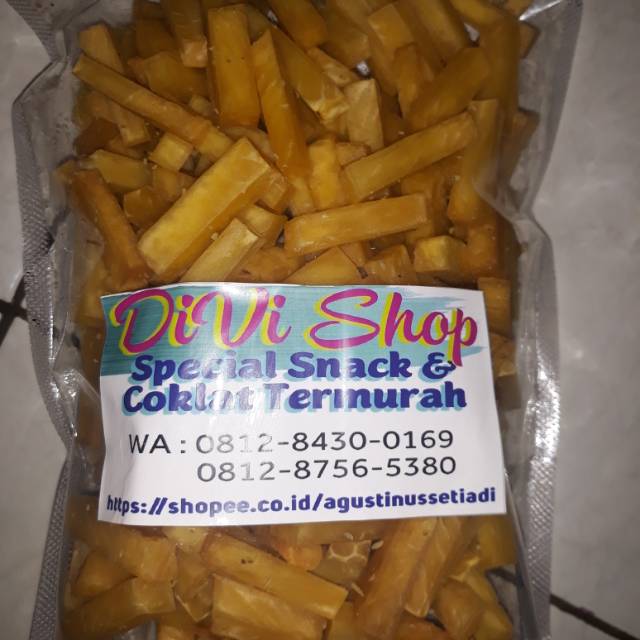 DiVi Shop
Special Snack &
Coklat Termurah
WA : 0812-8430-0169
0812-8756-5380
https://shopee.co.id/agustinussetiadi